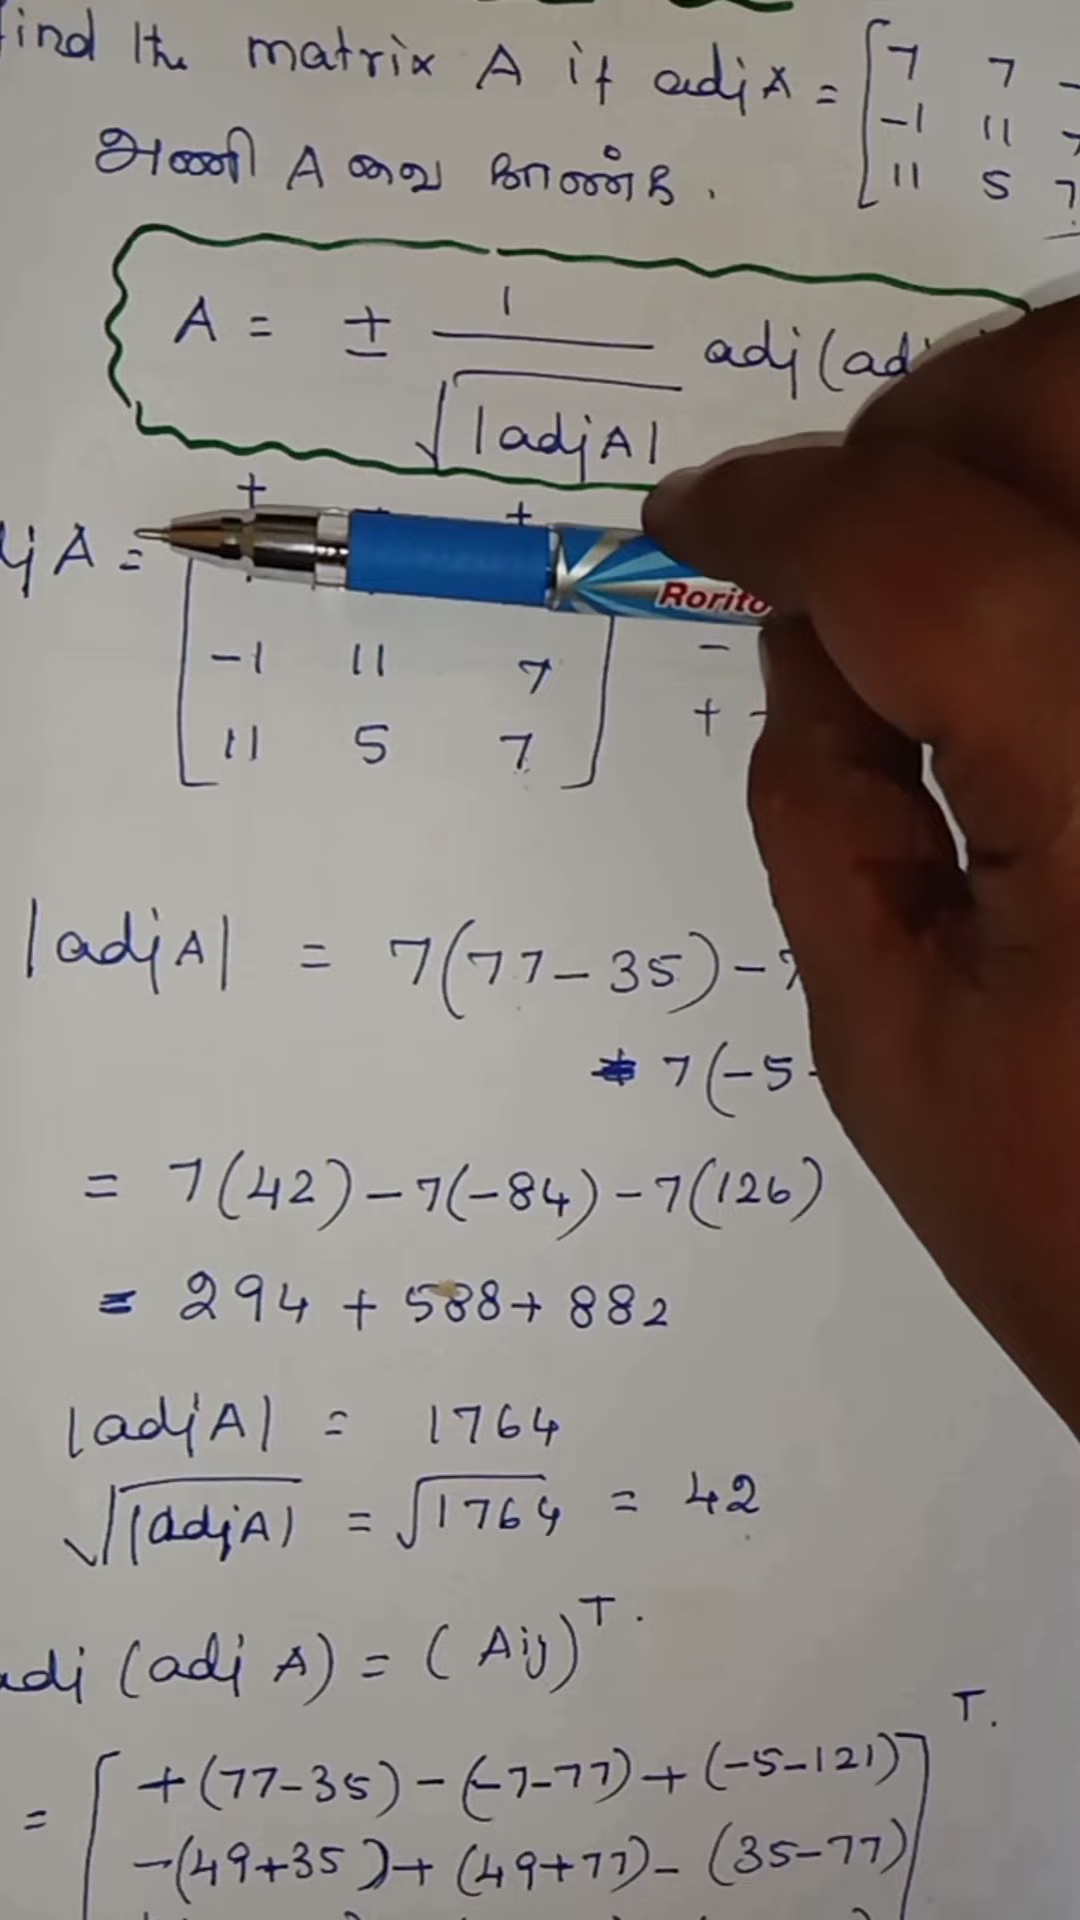 find the matrix A if adj A = [ 7 7 -
-1 11
11 5 7
அணி A வை காண்க.
A = ± 1 / √|adj A| adj (ad
j A =
+ +
-1 11 7 -
11 5 7 +
Rorito
|adj A| = 7(77-35) - 7
7(-5-
= 7(42) - 7(-84) - 7(126)
= 294 + 588 + 882
|adj A| = 1764
√|adj A| = √1764 = 42
adj (adj A) = (Aij)ᵀ.
= [ +(77-35) - (-7-77) + (-5-121) ]ᵀ.
-(49+35) + (49+77) - (35-77)